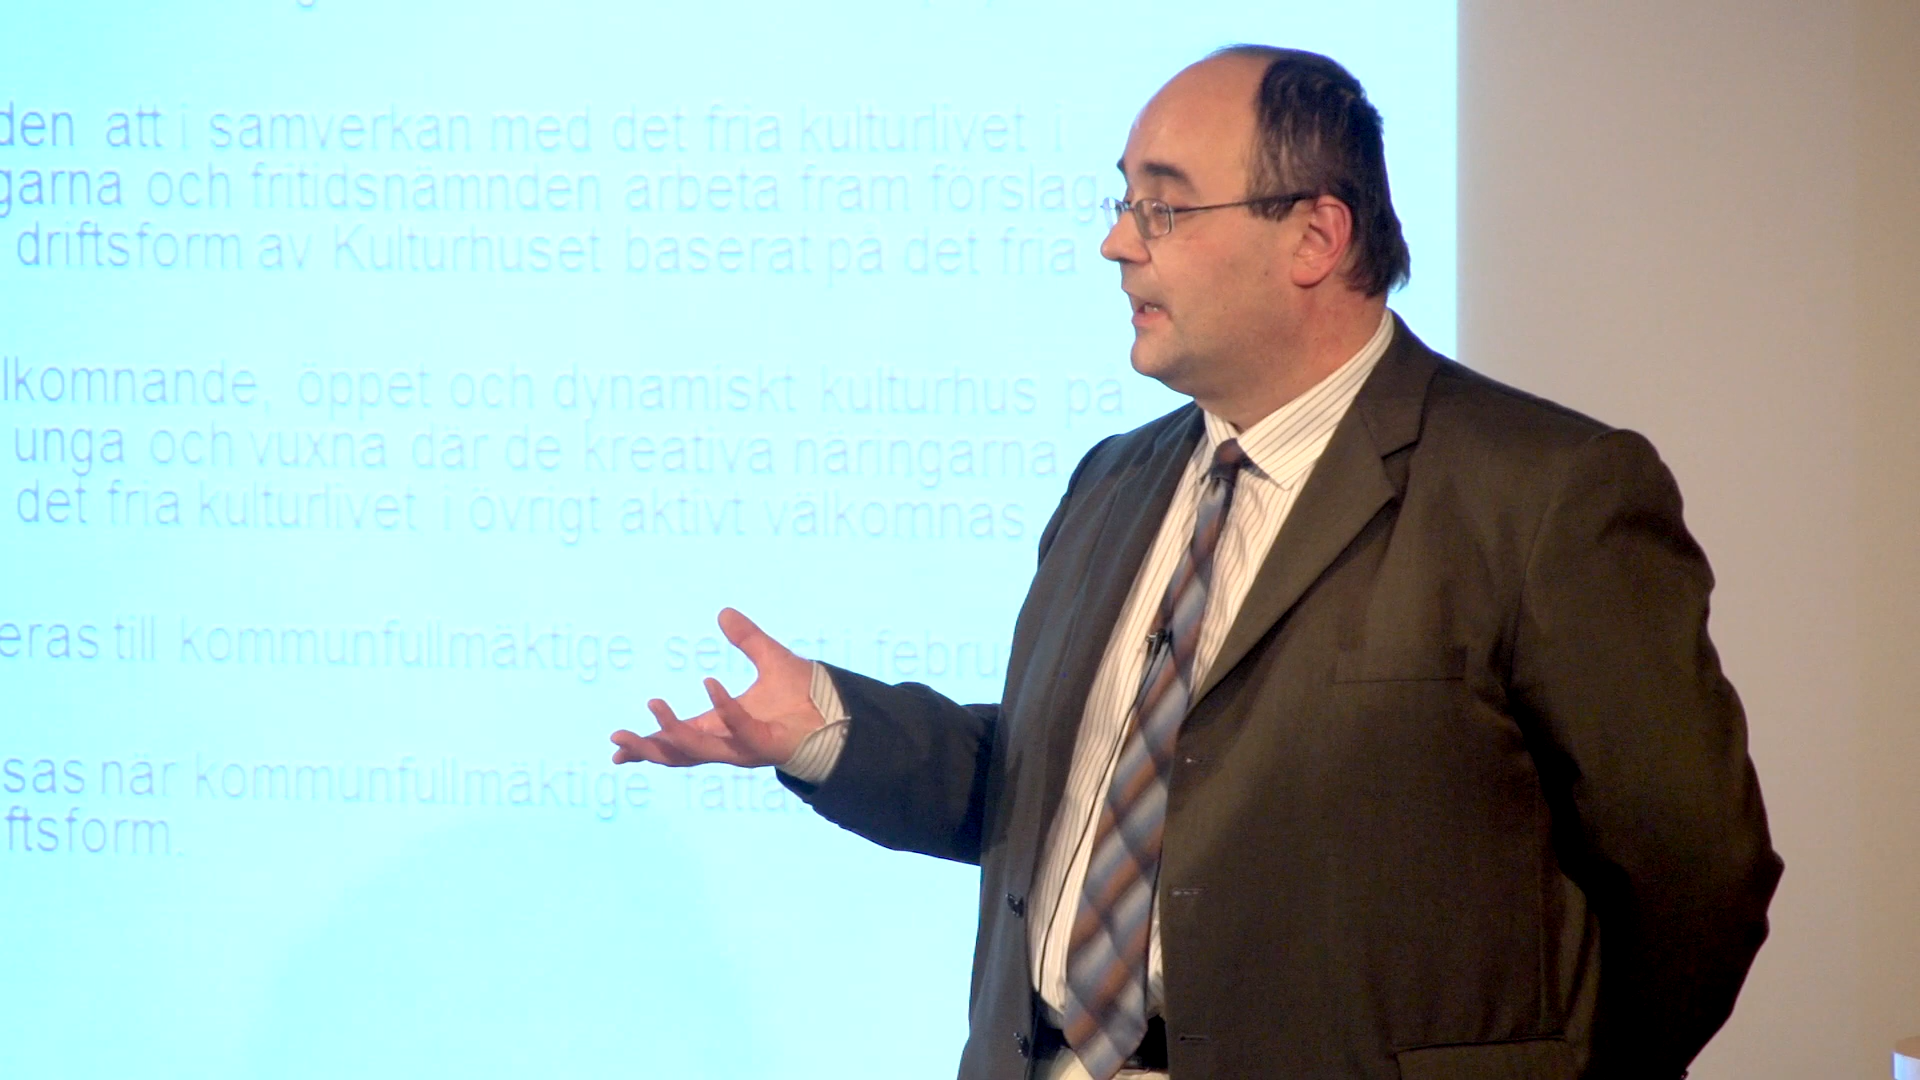 den att i samverkan med det fria kulturlivet i
garna och fritidsnämnden arbeta fram förslag
driftsform av Kulturhuset baserat på det fria
lkomnande, öppet och dynamiskt kulturhus på
unga och vuxna där de kreativa näringarna
det fria kulturlivet i övrigt aktivt välkomnas
eras till kommunfullmäktige i febru
sas när kommunfullmäktige fatta
ftsform.